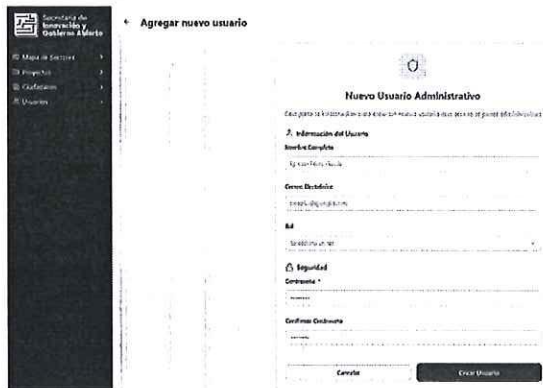 Secretaría de
Innovación y
Gobierno Abierto
Mapa de Sectores
Proyectos
Ciudadanos
Usuarios
← Agregar nuevo usuario
Nuevo Usuario Administrativo
Información del Usuario
Nombre Completo
Correo Electrónico
Rol
Seguridad
Contraseña *
Confirmar Contraseña
Cancelar
Crear Usuario